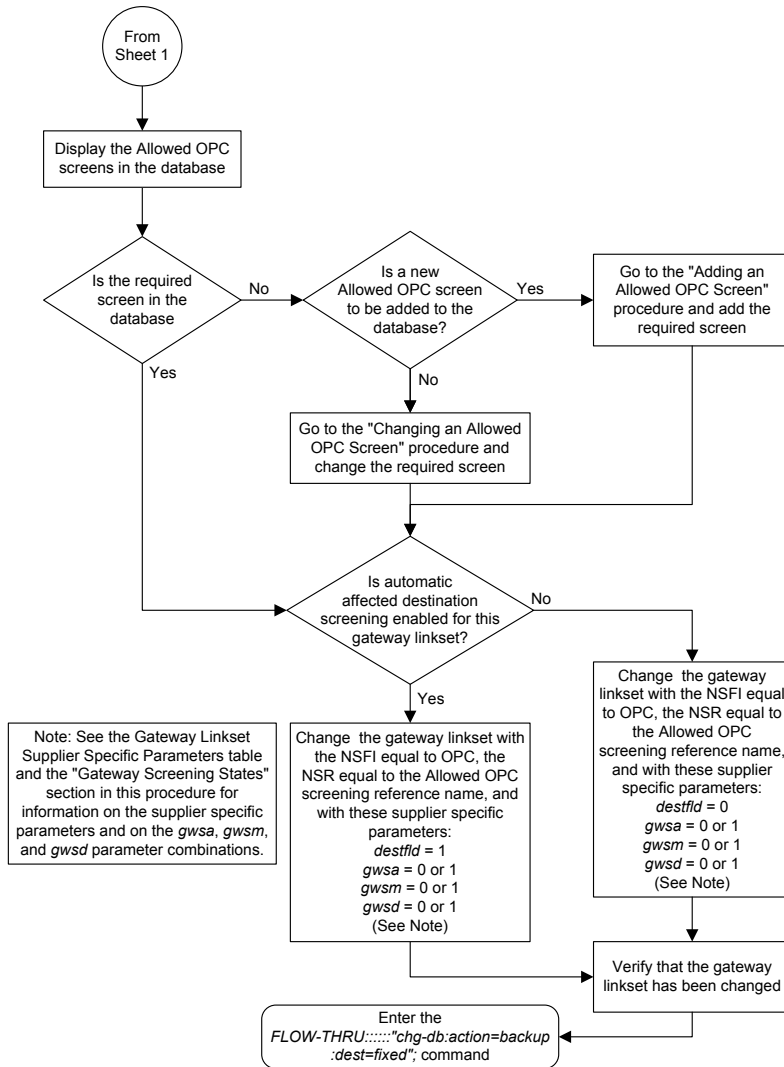 From
Sheet 1
Display the Allowed OPC
screens in the database
Is the required
screen in the
database
No
Is a new
Allowed OPC screen
to be added to the
database?
Yes
Go to the "Adding an
Allowed OPC Screen"
procedure and add the
required screen
Yes
No
Go to the "Changing an Allowed
OPC Screen" procedure and
change the required screen
Is automatic
affected destination
screening enabled for this
gateway linkset?
No
Yes
Note: See the Gateway Linkset
Supplier Specific Parameters table
and the "Gateway Screening States"
section in this procedure for
information on the supplier specific
parameters and on the gwsa, gwsm,
and gwsd parameter combinations.
Change the gateway linkset with
the NSFI equal to OPC, the
NSR equal to the Allowed OPC
screening reference name, and
with these supplier specific
parameters:
destfld = 1
gwsa = 0 or 1
gwsm = 0 or 1
gwsd = 0 or 1
(See Note)
Change the gateway
linkset with the NSFI equal
to OPC, the NSR equal to
the Allowed OPC
screening reference name,
and with these supplier
specific parameters:
destfld = 0
gwsa = 0 or 1
gwsm = 0 or 1
gwsd = 0 or 1
(See Note)
Verify that the gateway
linkset has been changed
Enter the
FLOW-THRU::::::"chg-db:action=backup
:dest=fixed"; command